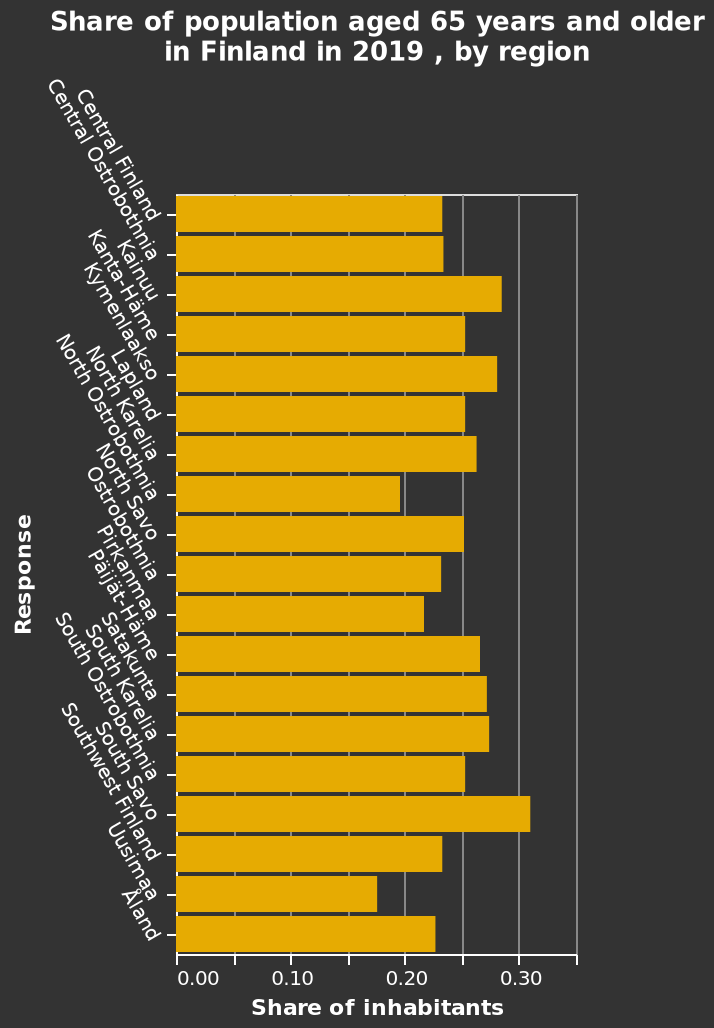 Share of population aged 65 years and older
in Finland in 2019 , by region
Central Finland
Central Ostrobothnia
Kainuu
Kanta-Häme
Kymenlaakso
Lapland
North Karelia
North Ostrobothnia
North Savo
Ostrobothnia
Pirkanmaa
Päijät-Häme
Satakunta
South Karelia
South Ostrobothnia
South Savo
Southwest Finland
Uusimaa
Åland
Response
0.00 0.10 0.20 0.30
Share of inhabitants